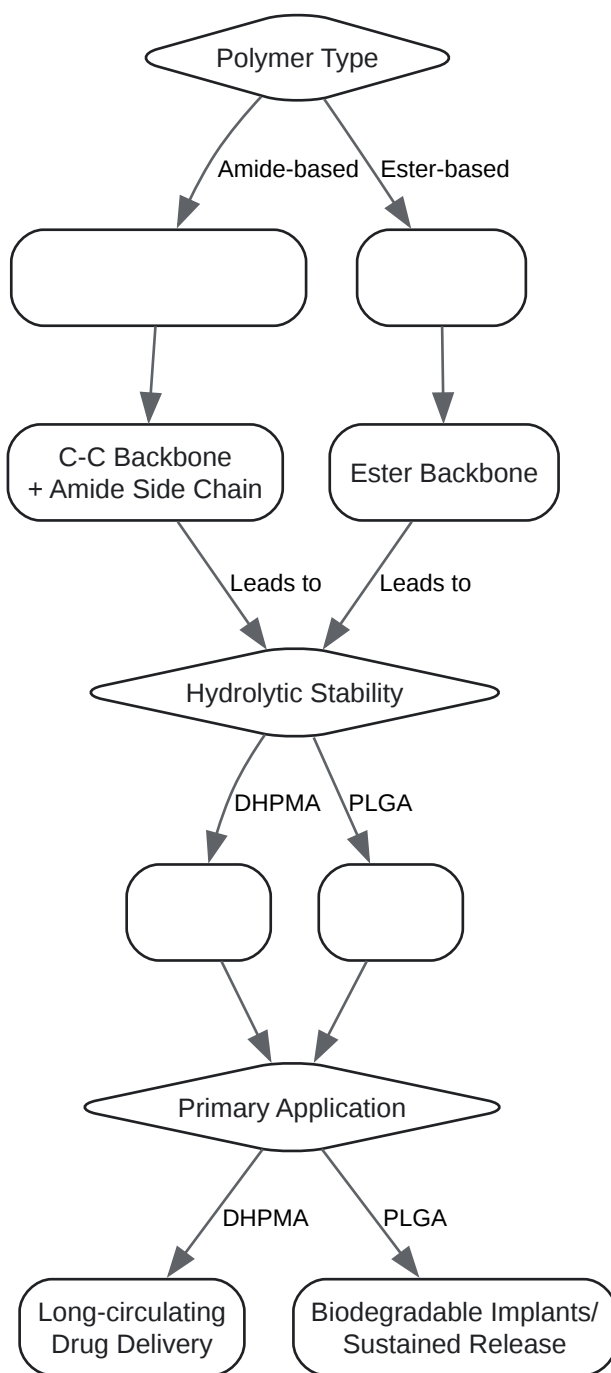 Polymer Type
Amide-based
Ester-based
C-C Backbone
+ Amide Side Chain
Ester Backbone
Leads to
Leads to
Hydrolytic Stability
DHPMA
PLGA
Primary Application
DHPMA
PLGA
Long-circulating
Drug Delivery
Biodegradable Implants/
Sustained Release